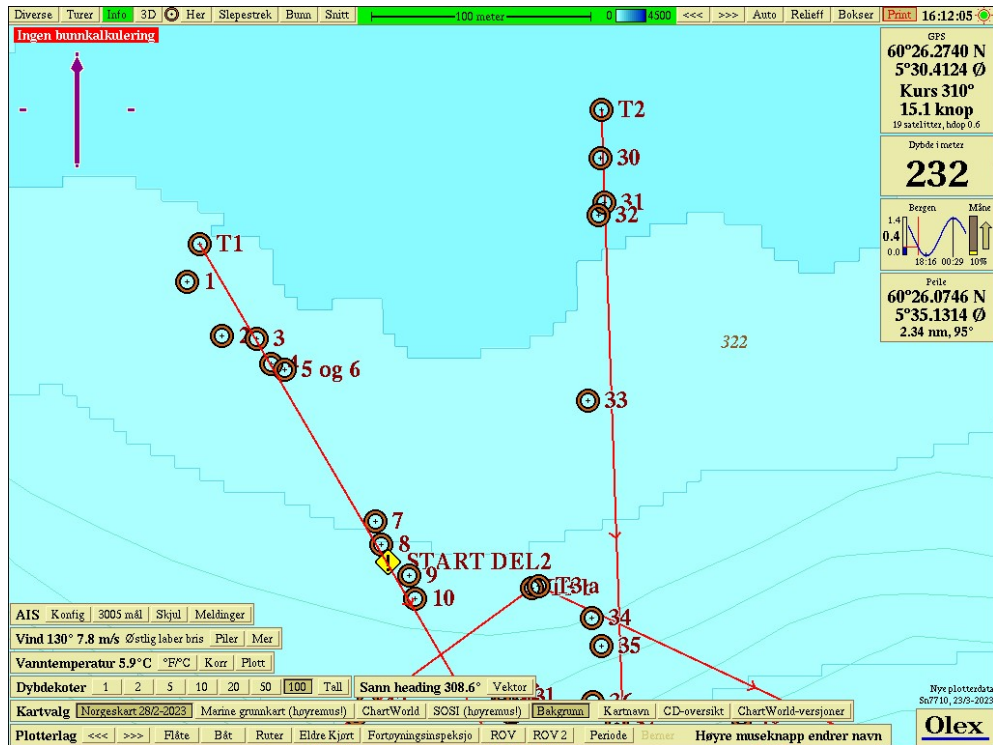 Diverse Turer Info 3D Her Slepestrek Bunn Snitt 100 meter 0 4500 <<< >>> Auto Relieff Bokser Print 16:12:05
Ingen bunnkalkulering
GPS
60°26.2740 N
5°30.4124 Ø
Kurs 310°
15.1 knop
19 satelitter, hdop 0.6
Dybde i meter
232
Bergen Måne
1.4
0.4
0.0
18:16 00:29 10%
Peile
60°26.0746 N
5°35.1314 Ø
2.34 nm, 95°
T2
30
31
32
T1
1
2 3
4
5 og 6
322
33
7
8
START DEL2
9
10
T3
34
35
31
36
AIS Konfig 3005 mål Skjul Meldinger
Vind 130° 7.8 m/s Østlig laber bris Piler Mer
Vanntemperatur 5.9°C °F/°C Korr Plott
Dybdekoter 1 2 5 10 20 50 100 Tall Sann heading 308.6° Vektor
Kartvalg Norgeskart 28/2-2023 Marine grunnkart (høyremus!) ChartWorld SOSI (høyremus!) Bakgrunn Kartnavn CD-oversikt ChartWorld-versjoner
Plotterlag <<< >>> Flåte Båt Ruter Eldre Kjørt Fortøyningsinspeksjo ROV ROV 2 Periode Berner Høyre museknapp endrer navn
Nye plotterdata
Sn7710, 23/3-2023
Olex